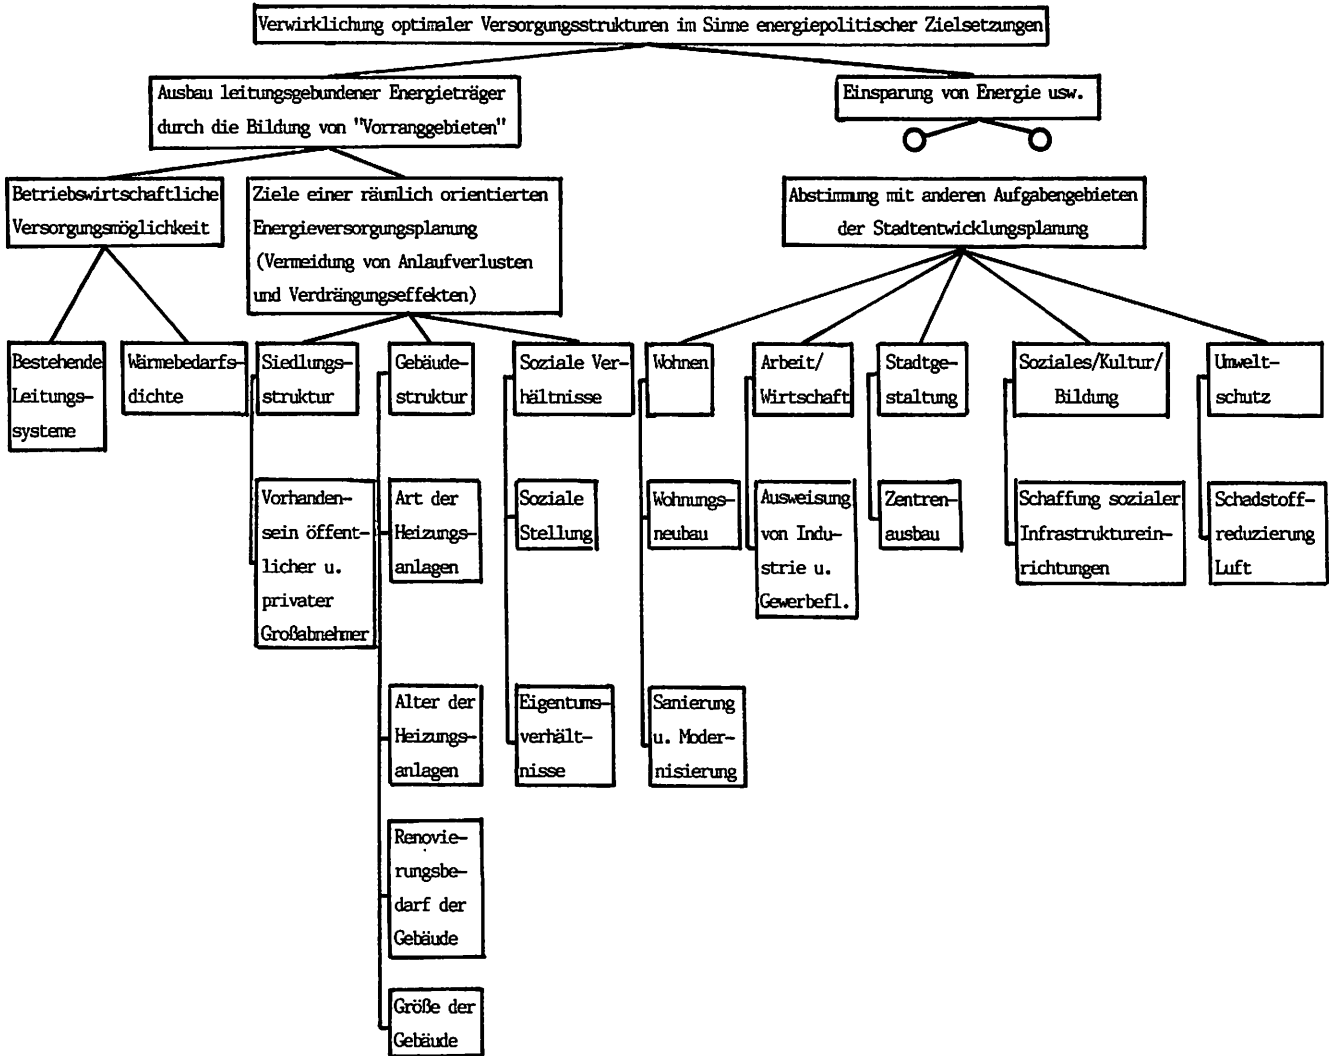 Verwirklichung optimaler Versorgungsstrukturen im Sinne energiepolitischer Zielsetzungen
Ausbau leitungsgebundener Energieträger
durch die Bildung von "Vorranggebieten"
Einsparung von Energie usw.
Betriebswirtschaftliche
Versorgungsmöglichkeit
Ziele einer räumlich orientierten
Energieversorgungsplanung
(Vermeidung von Anlaufverlusten
und Verdrängungseffekten)
Abstimmung mit anderen Aufgabengebieten
der Stadtentwicklungsplanung
Bestehende
Leitungs-
systeme
Wärmebedarfs-
dichte
Siedlungs-
struktur
Gebäude-
struktur
Soziale Ver-
hältnisse
Wohnen
Arbeit/
Wirtschaft
Stadtge-
staltung
Soziales/Kultur/
Bildung
Umwelt-
schutz
Vorhanden-
sein öffent-
licher u.
privater
Großabnehmer
Art der
Heizungs-
anlagen
Soziale
Stellung
Wohnungs-
neubau
Ausweisung
von Indu-
strie u.
Gewerbefl.
Zentren-
ausbau
Schaffung sozialer
Infrastrukturein-
richtungen
Schadstoff-
reduzierung
Luft
Alter der
Heizungs-
anlagen
Eigentums-
verhält-
nisse
Sanierung
u. Moder-
nisierung
Renovie-
rungsbe-
darf der
Gebäude
Größe der
Gebäude